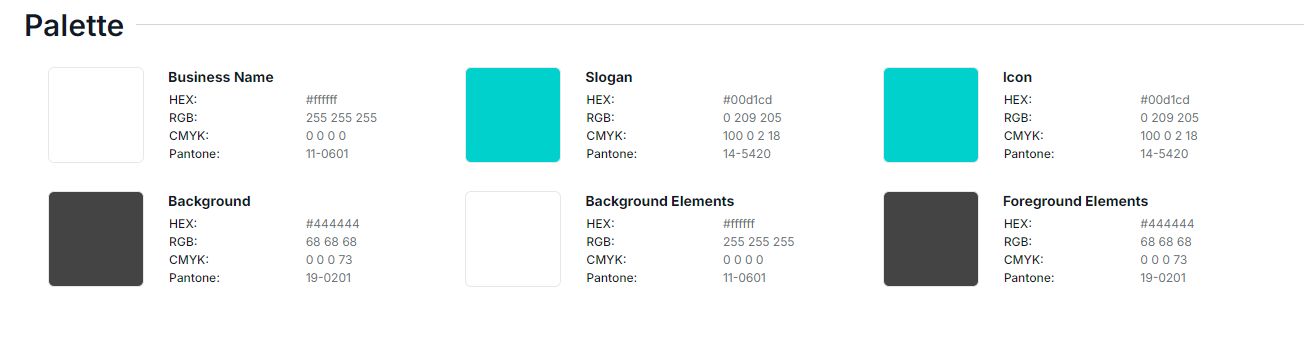 Palette
Business Name
HEX: #ffffff
RGB: 255 255 255
CMYK: 0 0 0 0
Pantone: 11-0601
Slogan
HEX: #00d1cd
RGB: 0 209 205
CMYK: 100 0 2 18
Pantone: 14-5420
Icon
HEX: #00d1cd
RGB: 0 209 205
CMYK: 100 0 2 18
Pantone: 14-5420
Background
HEX: #444444
RGB: 68 68 68
CMYK: 0 0 0 73
Pantone: 19-0201
Background Elements
HEX: #ffffff
RGB: 255 255 255
CMYK: 0 0 0 0
Pantone: 11-0601
Foreground Elements
HEX: #444444
RGB: 68 68 68
CMYK: 0 0 0 73
Pantone: 19-0201